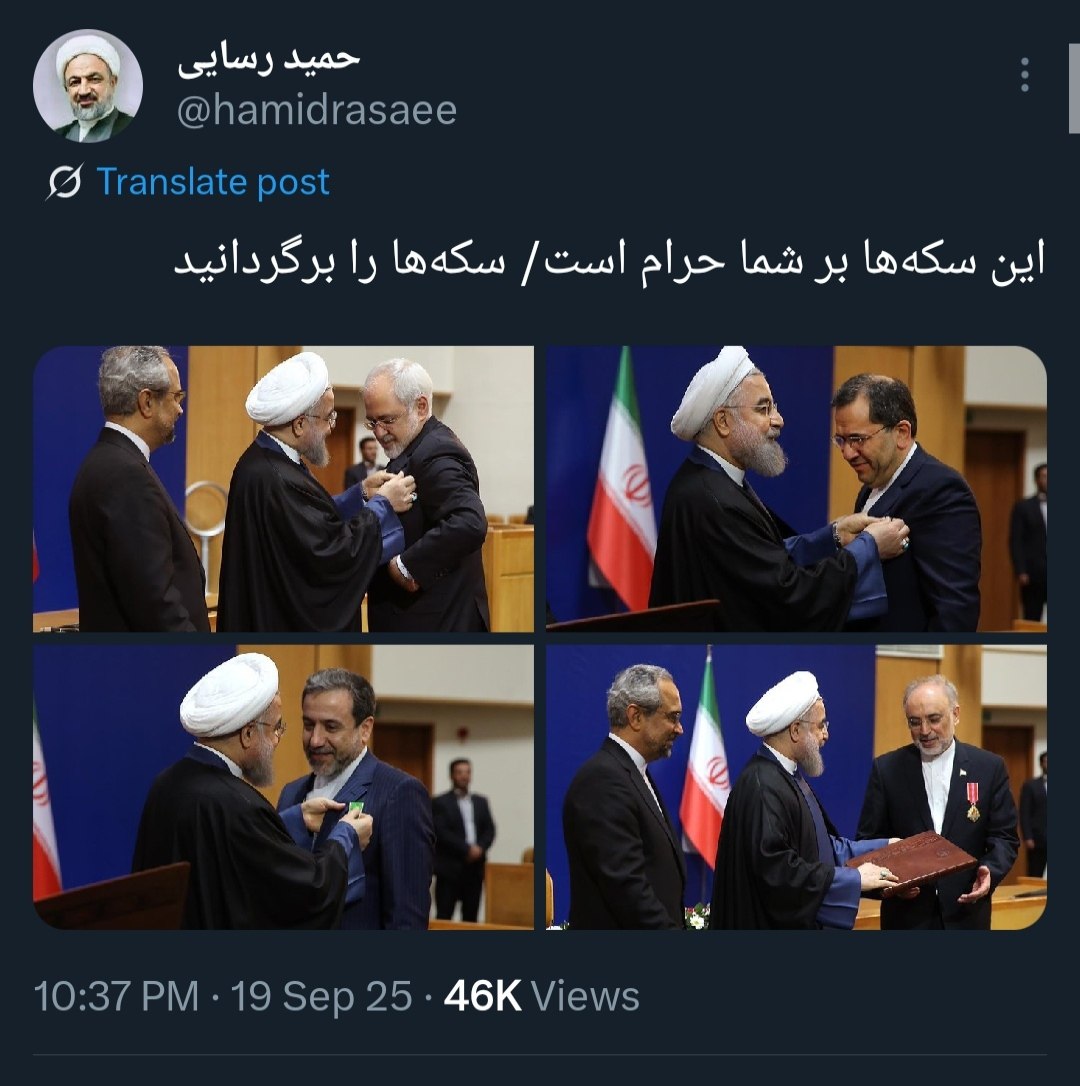 حمید رسایی
@hamidrasaee
Translate post
این سکه‌ها بر شما حرام است/ سکه‌ها را برگردانید
10:37 PM · 19 Sep 25 · 46K Views